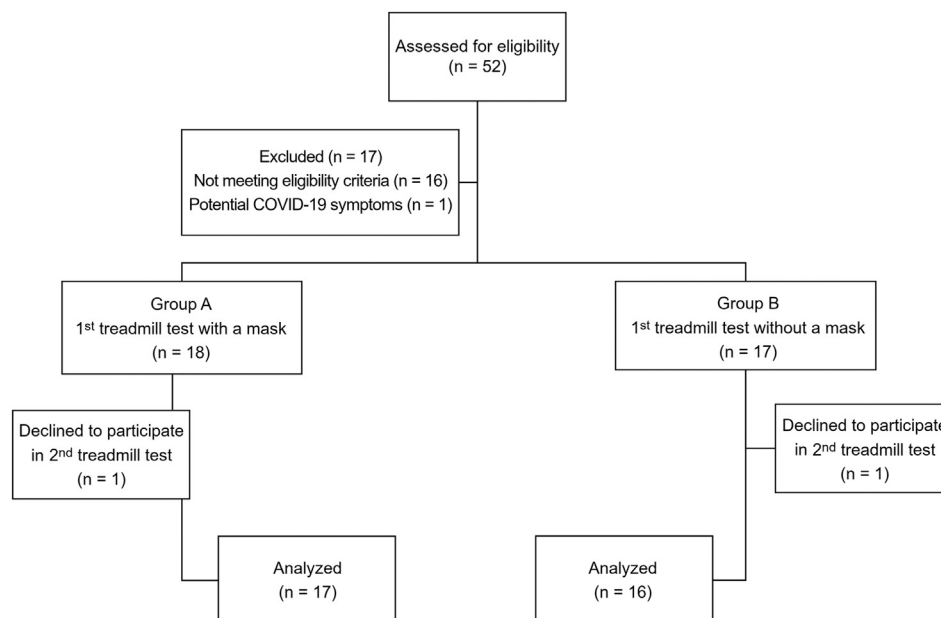 Assessed for eligibility
(n = 52)
Excluded (n = 17)
Not meeting eligibility criteria (n = 16)
Potential COVID-19 symptoms (n = 1)
Group A
1st treadmill test with a mask
(n = 18)
Group B
1st treadmill test without a mask
(n = 17)
Declined to participate
in 2nd treadmill test
(n = 1)
Declined to participate
in 2nd treadmill test
(n = 1)
Analyzed
(n = 17)
Analyzed
(n = 16)